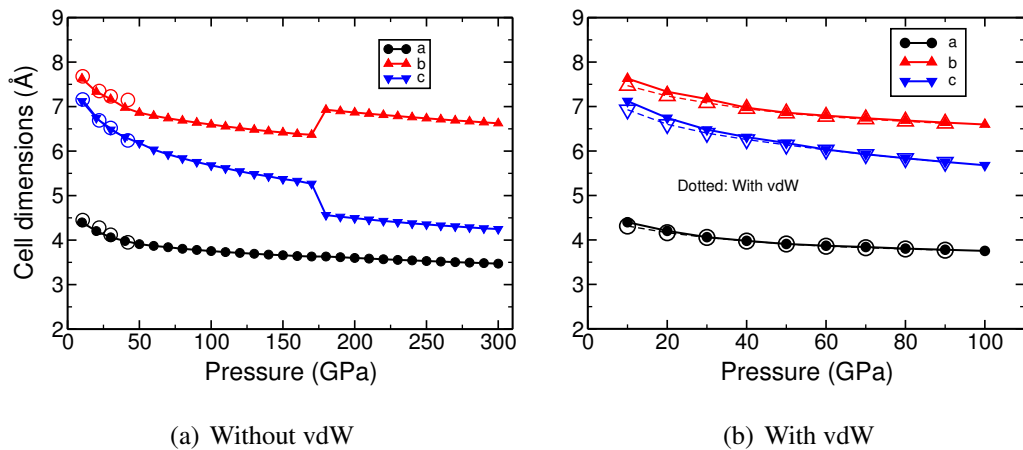 9
8
7
6
5
4
3
2
Cell dimensions (Å)
a
b
c
0 50 100 150 200 250 300
Pressure (GPa)
(a) Without vdW
9
8
7
6
5
4
3
2
a
b
c
Dotted: With vdW
20 40 60 80 100
Pressure (GPa)
(b) With vdW